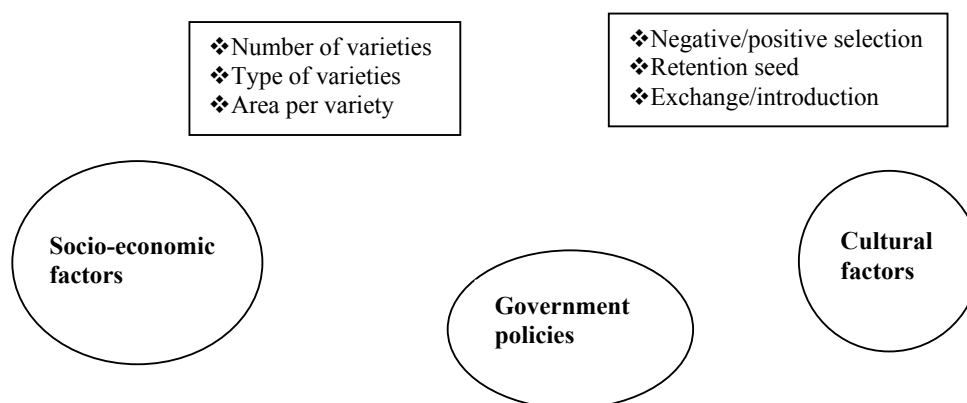 ❖Number of varieties
❖Type of varieties
❖Area per variety
❖Negative/positive selection
❖Retention seed
❖Exchange/introduction
Socio-economic
factors
Government
policies
Cultural
factors